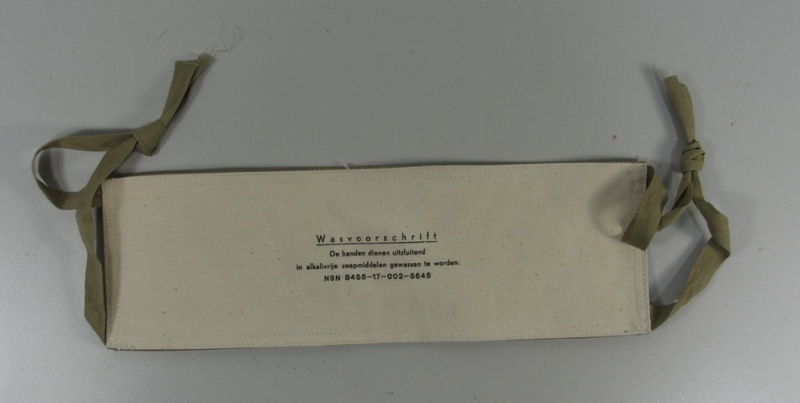 Wasvoorschrift
De banden dienen uitsluitend
in alkalivrije zeepmiddelen gewassen te worden.
NSN 8455-17-002-5545